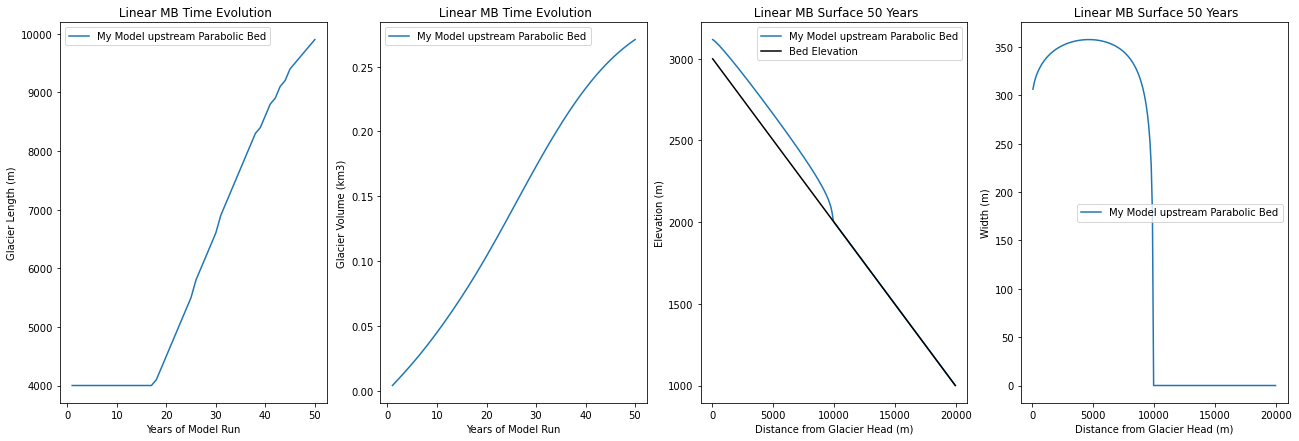 Linear MB Time Evolution
My Model upstream Parabolic Bed
Glacier Length (m)
10000
9000
8000
7000
6000
5000
4000
0 10 20 30 40 50
Years of Model Run
Linear MB Time Evolution
My Model upstream Parabolic Bed
Glacier Volume (km3)
0.25
0.20
0.15
0.10
0.05
0.00
0 10 20 30 40 50
Years of Model Run
Linear MB Surface 50 Years
My Model upstream Parabolic Bed
Bed Elevation
Elevation (m)
3000
2500
2000
1500
1000
0 5000 10000 15000 20000
Distance from Glacier Head (m)
Linear MB Surface 50 Years
My Model upstream Parabolic Bed
Width (m)
350
300
250
200
150
100
50
0
0 5000 10000 15000 20000
Distance from Glacier Head (m)